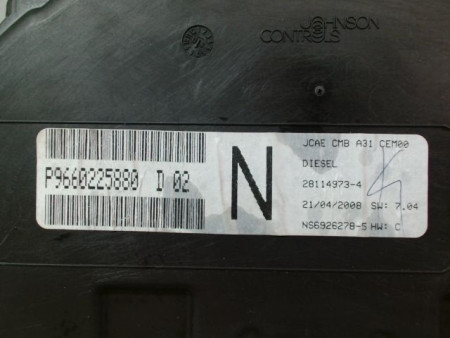 JOHNSON
CONTROLS
JCAE CMB A31 CEM00
DIESEL
P9660225880 D 02
N
28114973-4
21/04/2008 SW: 7.04
NS6926278-5 HW: C